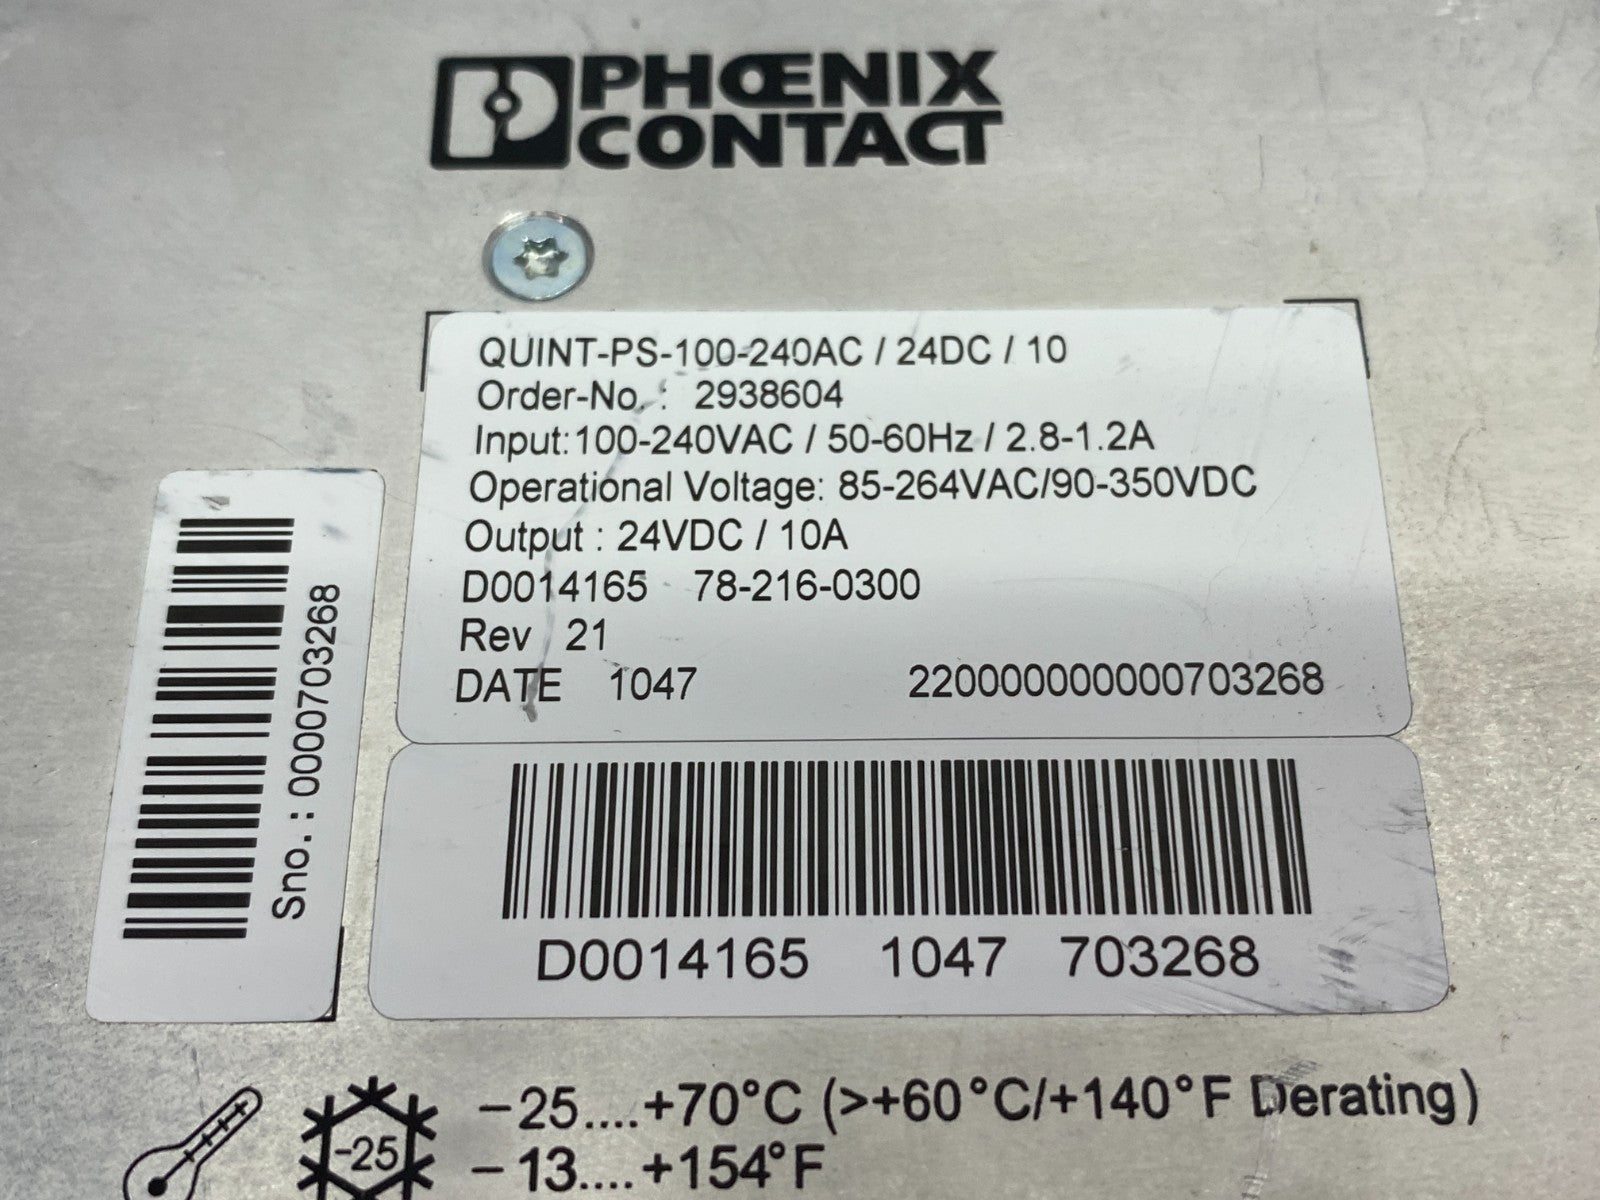 PHŒNIX
CONTACT
QUINT-PS-100-240AC / 24DC / 10
Order-No. : 2938604
Input:100-240VAC / 50-60Hz / 2.8-1.2A
Operational Voltage: 85-264VAC/90-350VDC
Output : 24VDC / 10A
D0014165 78-216-0300
Rev 21
DATE 1047 220000000000703268
Sno.: 0000703268
D0014165 1047 703268
-25....+70°C (>+60°C/+140°F Derating)
-25
-13....+154°F